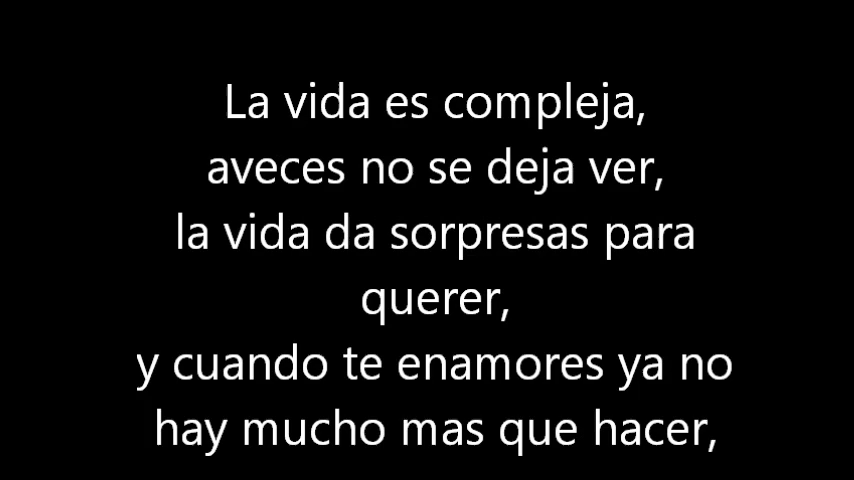 La vida es compleja,
aveces no se deja ver,
la vida da sorpresas para
querer,
y cuando te enamores ya no
hay mucho mas que hacer,